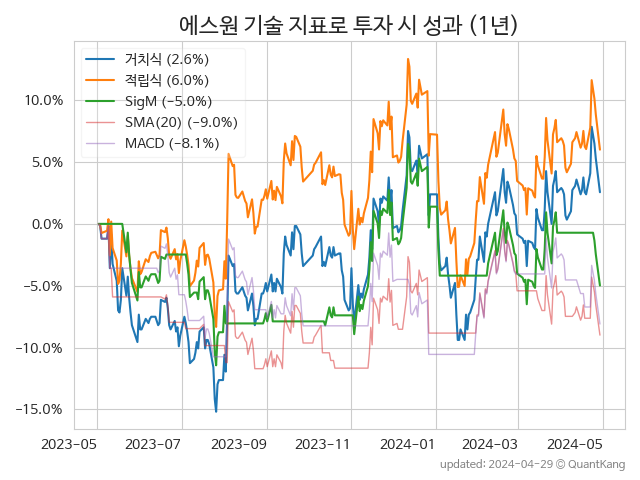 에스원 기술 지표로 투자 시 성과 (1년)
거치식 (2.6%)
적립식 (6.0%)
SigM (−5.0%)
SMA(20) (−9.0%)
MACD (−8.1%)
10.0%
5.0%
0.0%
−5.0%
−10.0%
−15.0%
2023-05 2023-07 2023-09 2023-11 2024-01 2024-03 2024-05
updated: 2024-04-29 © QuantKang